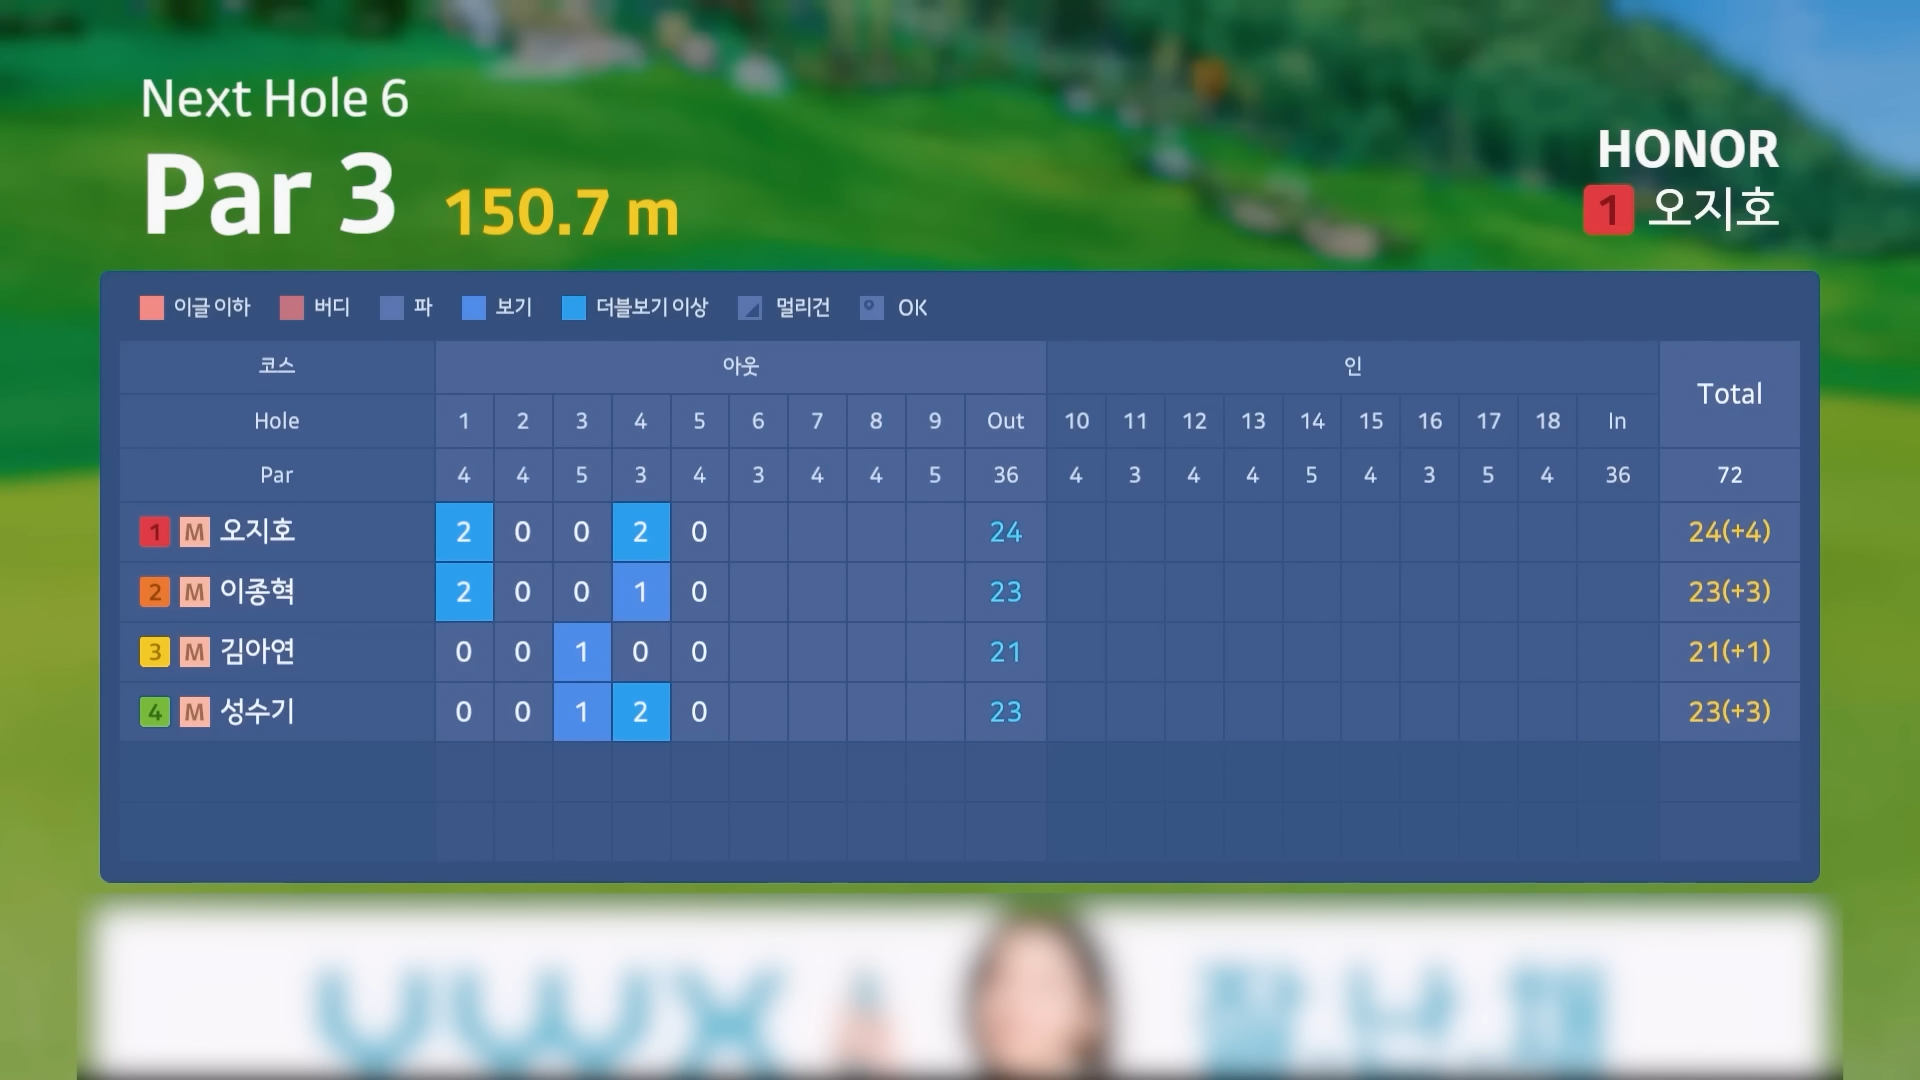 Next Hole 6
Par 3 150.7 m
HONOR
1 오지호
이글 이하 버디 파 보기 더블보기 이상 멀리건 OK
코스 아웃 인 Total
Hole 1 2 3 4 5 6 7 8 9 Out 10 11 12 13 14 15 16 17 18 In
Par 4 4 5 3 4 3 4 4 5 36 4 3 4 4 5 4 3 5 4 36 72
1 M 오지호 2 0 0 2 0 24 24(+4)
2 M 이종혁 2 0 0 1 0 23 23(+3)
3 M 김아연 0 0 1 0 0 21 21(+1)
4 M 성수기 0 0 1 2 0 23 23(+3)